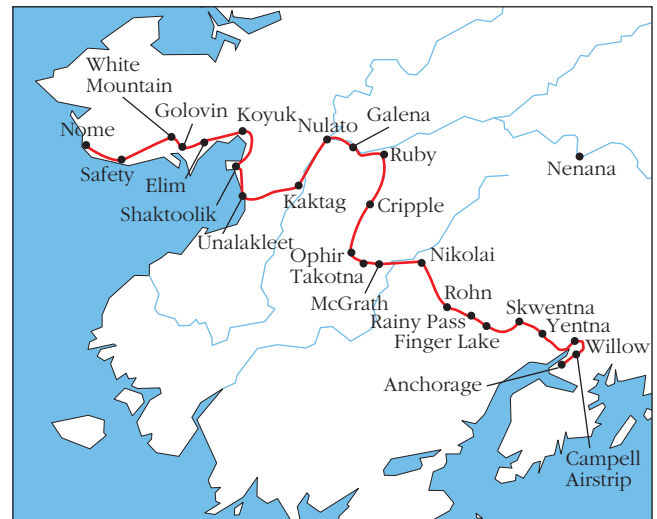 White
Mountain
Golovin
Koyuk
Nome
Safety
Elim
Shaktoolik
Unalakleet
Kaktag
Nulato
Galena
Ruby
Nenana
Cripple
Ophir
Takotna
McGrath
Nikolai
Rohn
Rainy Pass
Finger Lake
Skwentna
Yentna
Willow
Anchorage
Campell
Airstrip